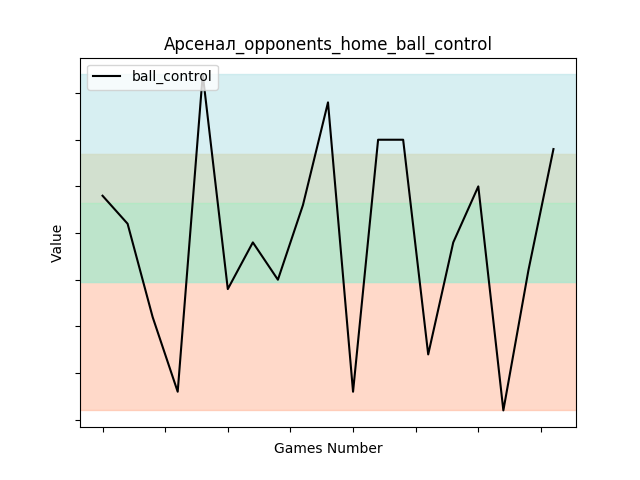 Арсенал_opponents_home_ball_control
ball_control
Value
Games Number